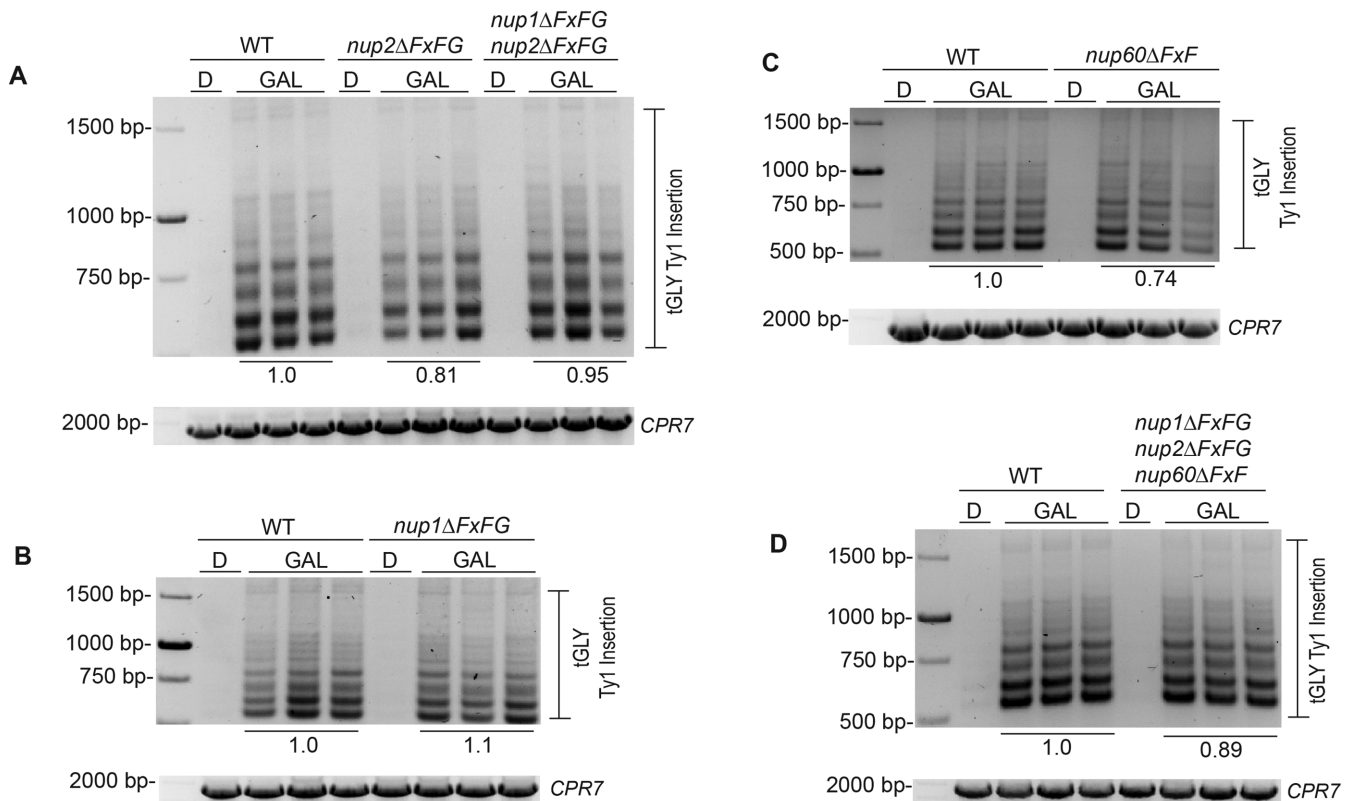 A
WT
nup2ΔFxFG
nup1ΔFxFG
nup2ΔFxFG
D
GAL
D
GAL
D
GAL
1500 bp-
1000 bp-
750 bp-
tGLY Ty1 Insertion
1.0
0.81
0.95
2000 bp-
CPR7
B
WT
nup1ΔFxFG
D
GAL
D
GAL
1500 bp-
1000 bp-
750 bp-
tGLY
Ty1 Insertion
1.0
1.1
2000 bp-
CPR7
C
WT
nup60ΔFxF
D
GAL
D
GAL
1500 bp-
1000 bp-
750 bp-
500 bp-
tGLY
Ty1 Insertion
1.0
0.74
2000 bp-
CPR7
D
WT
nup1ΔFxFG
nup2ΔFxFG
nup60ΔFxF
D
GAL
D
GAL
1500 bp-
1000 bp-
750 bp-
500 bp-
tGLY Ty1 Insertion
1.0
0.89
2000 bp-
CPR7